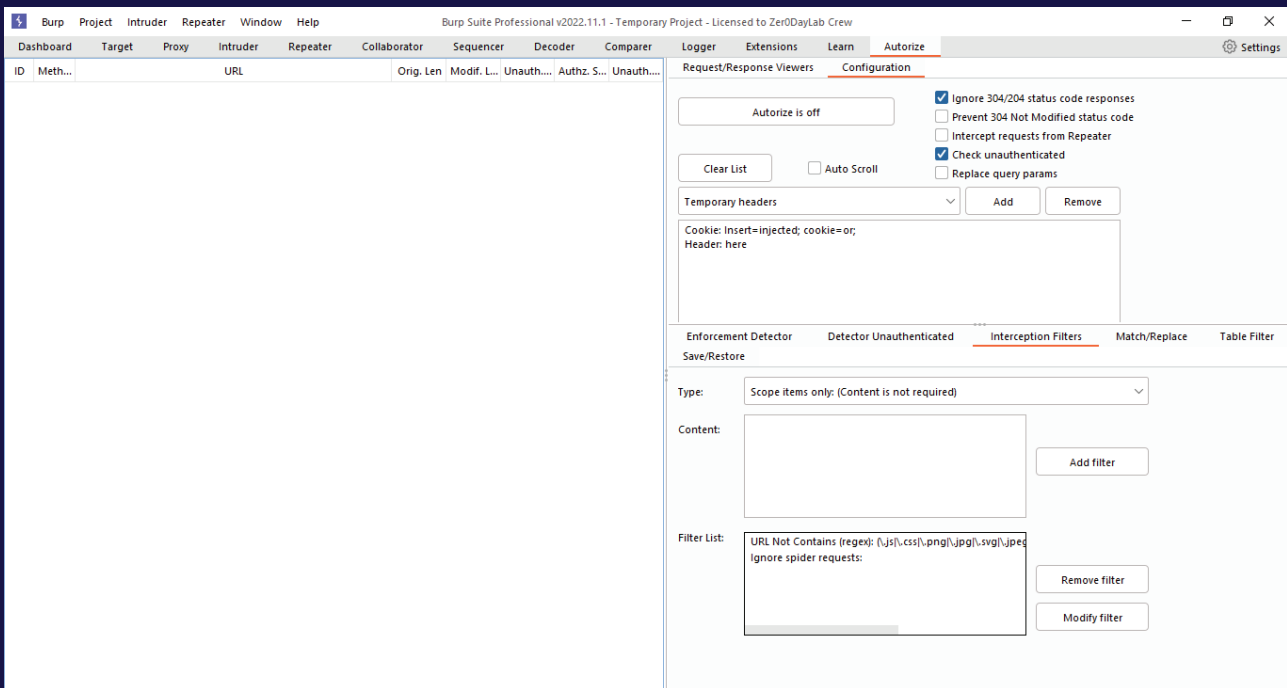 Burp Project Intruder Repeater Window Help Burp Suite Professional v2022.11.1 - Temporary Project - Licensed to Zer0DayLab Crew
Dashboard Target Proxy Intruder Repeater Collaborator Sequencer Decoder Comparer Logger Extensions Learn Autorize Settings
ID Meth... URL Orig. Len Modif. L... Unauth.... Authz. S... Unauth....
Request/Response Viewers Configuration
Autorize is off
Ignore 304/204 status code responses
Prevent 304 Not Modified status code
Intercept requests from Repeater
Check unauthenticated
Replace query params
Clear List Auto Scroll
Temporary headers Add Remove
Cookie: Insert=injected; cookie=or;
Header: here
Enforcement Detector Detector Unauthenticated Interception Filters Match/Replace Table Filter
Save/Restore
Type: Scope items only: (Content is not required)
Content:
Add filter
Filter List: URL Not Contains (regex): (\.js|\.css|\.png|\.jpg|\.svg|\.jpeg
Ignore spider requests:
Remove filter
Modify filter